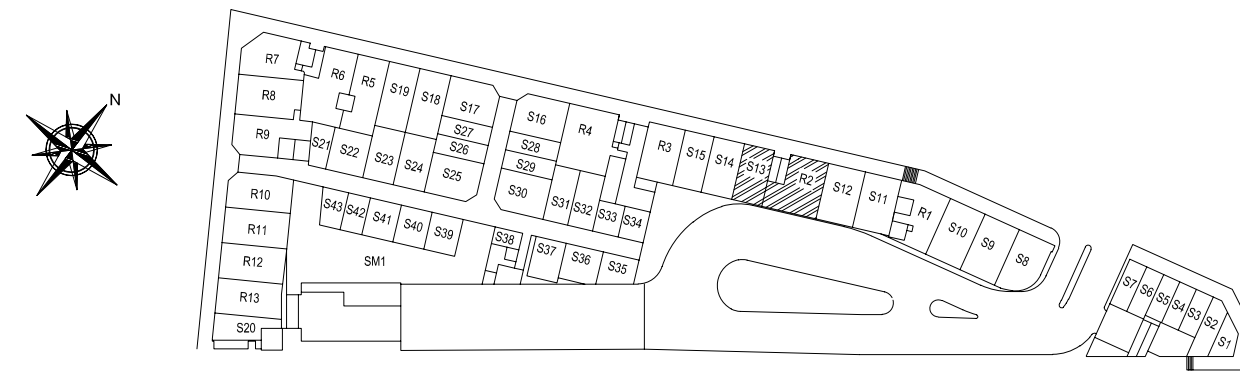 N
R7
R6
R5
S19
S18
S17
S16
R4
R3
S15
S14
S13
R2
S12
S11
R1
S10
S9
S8
R8
R9
S21
S22
S23
S24
S27
S26
S25
S28
S29
S30
S31
S32
S33
S34
R10
R11
R12
R13
S20
S43
S42
S41
S40
S39
SM1
S38
S37
S36
S35
S7
S6
S5
S4
S3
S2
S1